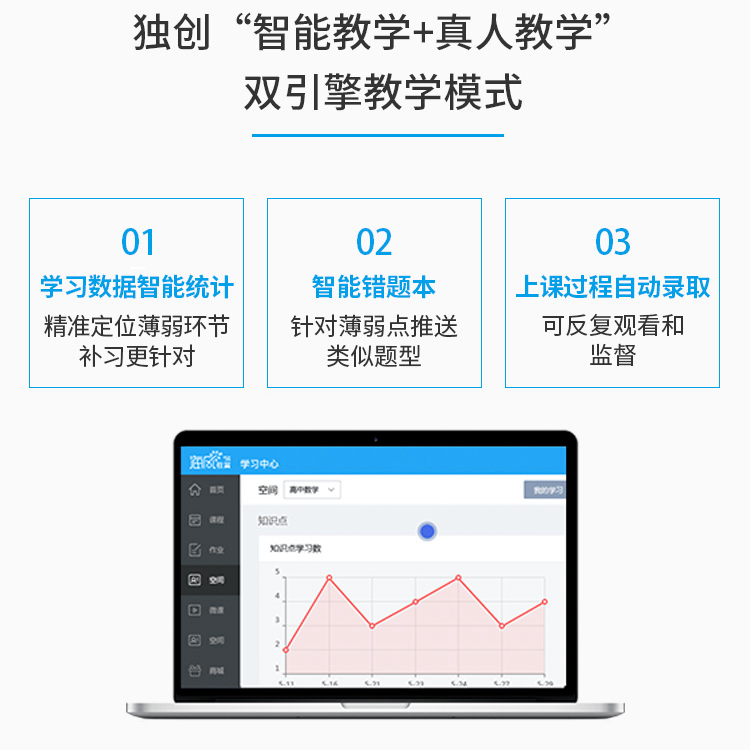 独创“智能教学+真人教学”
双引擎教学模式
01
学习数据智能统计
精准定位薄弱环节
补习更针对
02
智能错题本
针对薄弱点推送
类似题型
03
上课过程自动录取
可反复观看和
监督
学习中心
首页
课程
作业
空间
微课
空间
商城
空间 高中数学
我的学习
知识点
知识点学习数
5
4
3
2
1
5-11 5-16 5-21 5-23 5-24 5-27 5-29